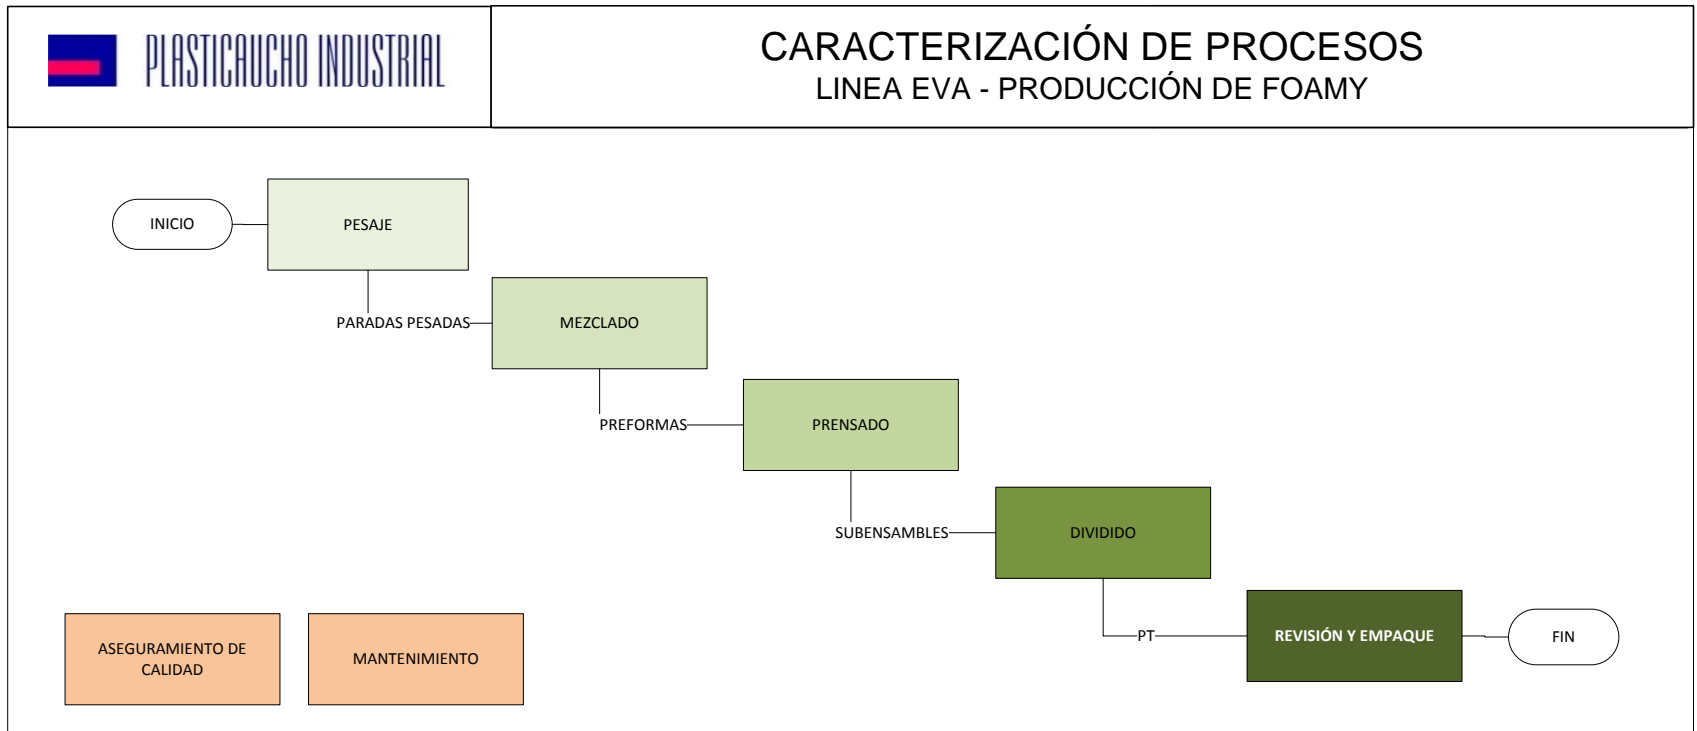 PLASTICAUCHO INDUSTRIAL
CARACTERIZACIÓN DE PROCESOS
LINEA EVA - PRODUCCIÓN DE FOAMY
INICIO
PESAJE
PARADAS PESADAS
MEZCLADO
PREFORMAS
PRENSADO
SUBENSAMBLES
DIVIDIDO
PT
REVISIÓN Y EMPAQUE
FIN
ASEGURAMIENTO DE
CALIDAD
MANTENIMIENTO